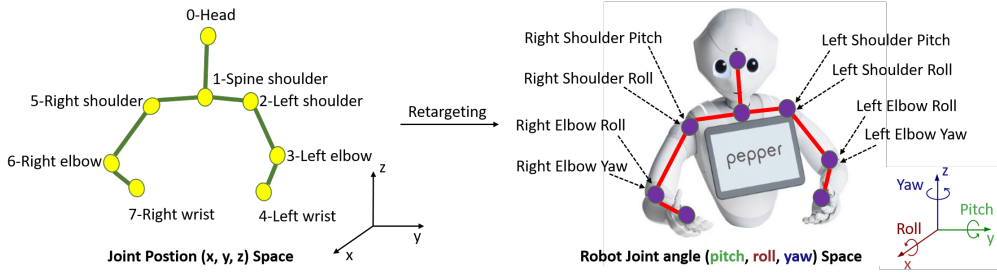 0-Head
1-Spine shoulder
5-Right shoulder
2-Left shoulder
6-Right elbow
3-Left elbow
7-Right wrist
4-Left wrist
z
y
x
Joint Postion (x, y, z) Space
Retargeting
Right Shoulder Pitch
Right Shoulder Roll
Right Elbow Roll
Right Elbow Yaw
Left Shoulder Pitch
Left Shoulder Roll
Left Elbow Roll
Left Elbow Yaw
pepper
Robot Joint angle (pitch, roll, yaw) Space
z
Yaw
Pitch
y
Roll
x